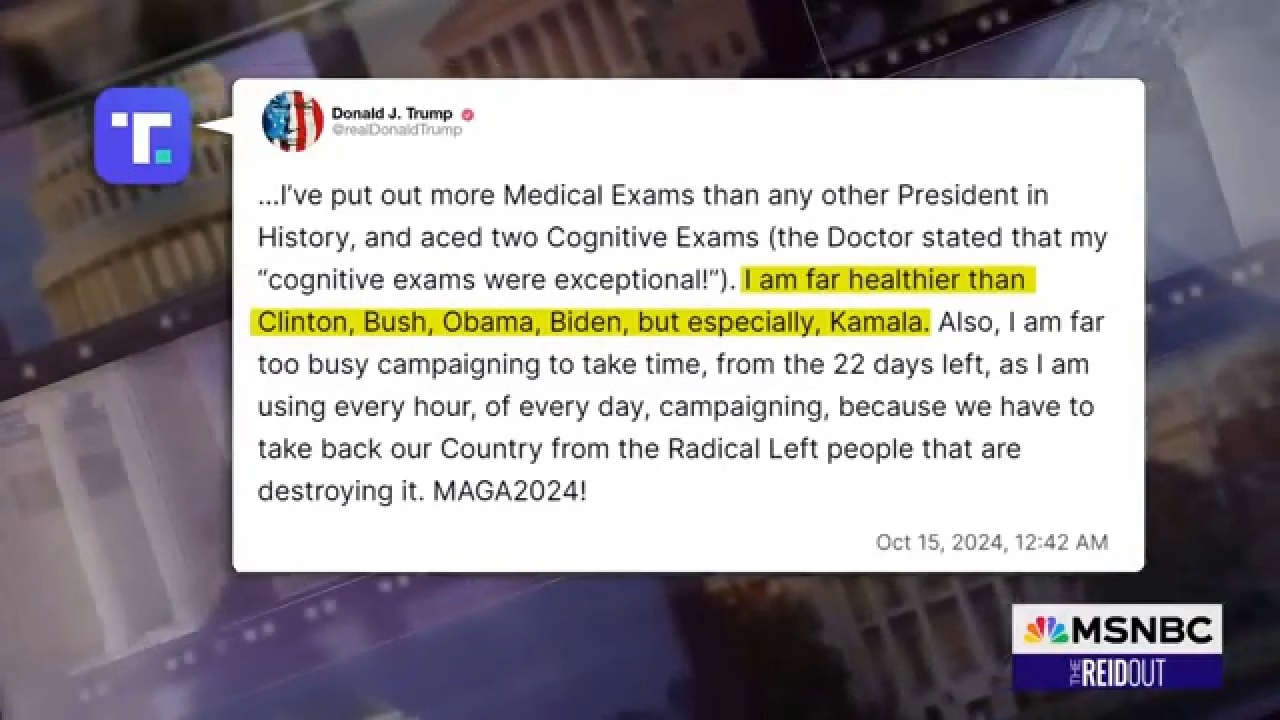 T.
Donald J. Trump
@realDonaldTrump
...I've put out more Medical Exams than any other President in
History, and aced two Cognitive Exams (the Doctor stated that my
“cognitive exams were exceptional!”). I am far healthier than
Clinton, Bush, Obama, Biden, but especially, Kamala. Also, I am far
too busy campaigning to take time, from the 22 days left, as I am
using every hour, of every day, campaigning, because we have to
take back our Country from the Radical Left people that are
destroying it. MAGA2024!
Oct 15, 2024, 12:42 AM
MSNBC
THE REIDOUT